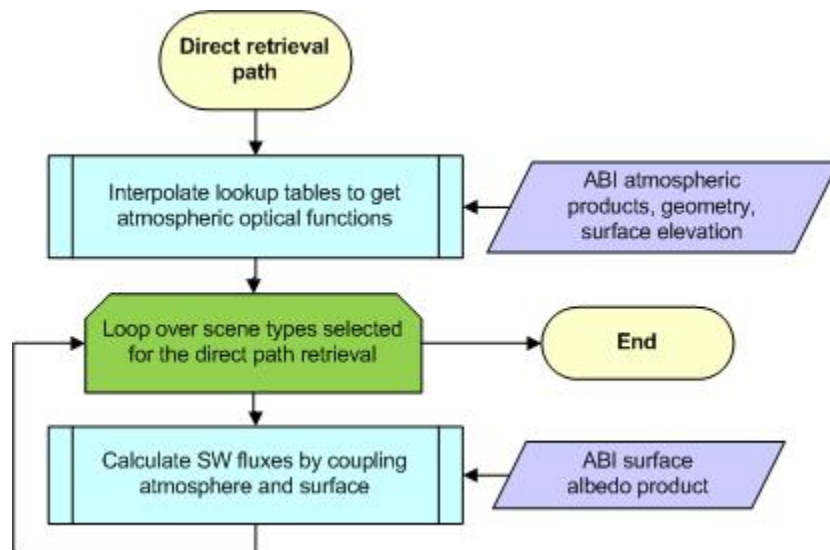 Direct retrieval
path
Interpolate lookup tables to get
atmospheric optical functions
ABI atmospheric
products, geometry,
surface elevation
Loop over scene types selected
for the direct path retrieval
End
Calculate SW fluxes by coupling
atmosphere and surface
ABI surface
albedo product